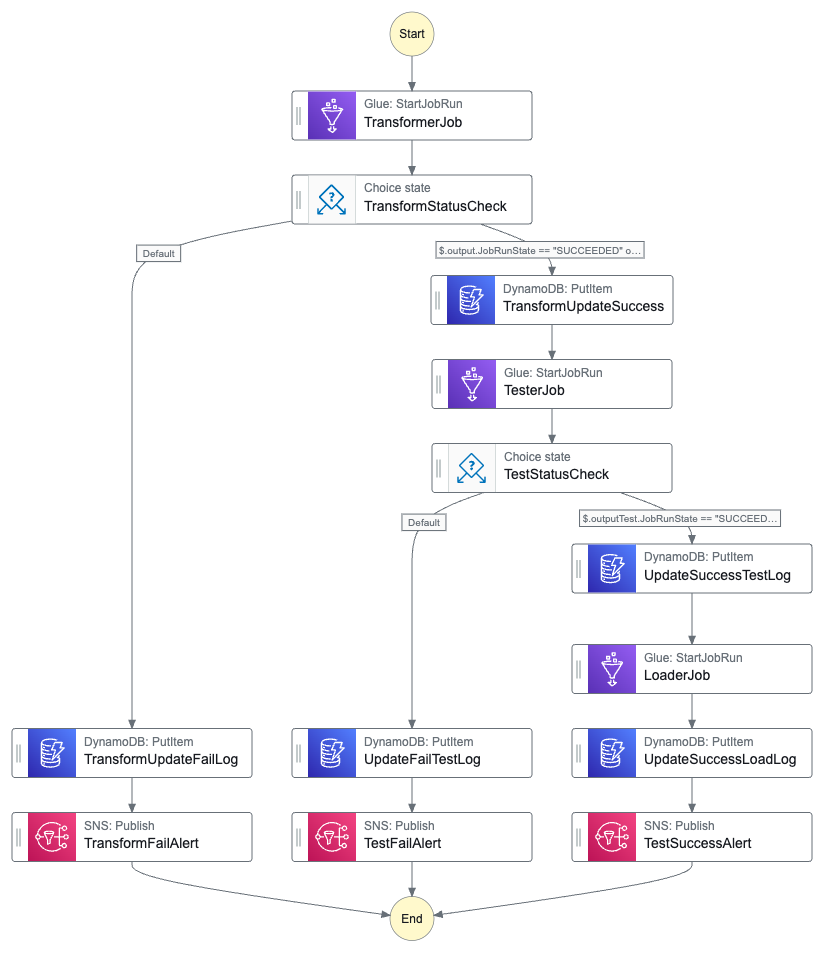 Start
Glue: StartJobRun
TransformerJob
Choice state
TransformStatusCheck
Default
$.output.JobRunState == "SUCCEEDED" o...
DynamoDB: PutItem
TransformUpdateSuccess
Glue: StartJobRun
TesterJob
Choice state
TestStatusCheck
Default
$.outputTest.JobRunState == "SUCCEED...
DynamoDB: PutItem
UpdateSuccessTestLog
Glue: StartJobRun
LoaderJob
DynamoDB: PutItem
TransformUpdateFailLog
DynamoDB: PutItem
UpdateFailTestLog
DynamoDB: PutItem
UpdateSuccessLoadLog
SNS: Publish
TransformFailAlert
SNS: Publish
TestFailAlert
SNS: Publish
TestSuccessAlert
End